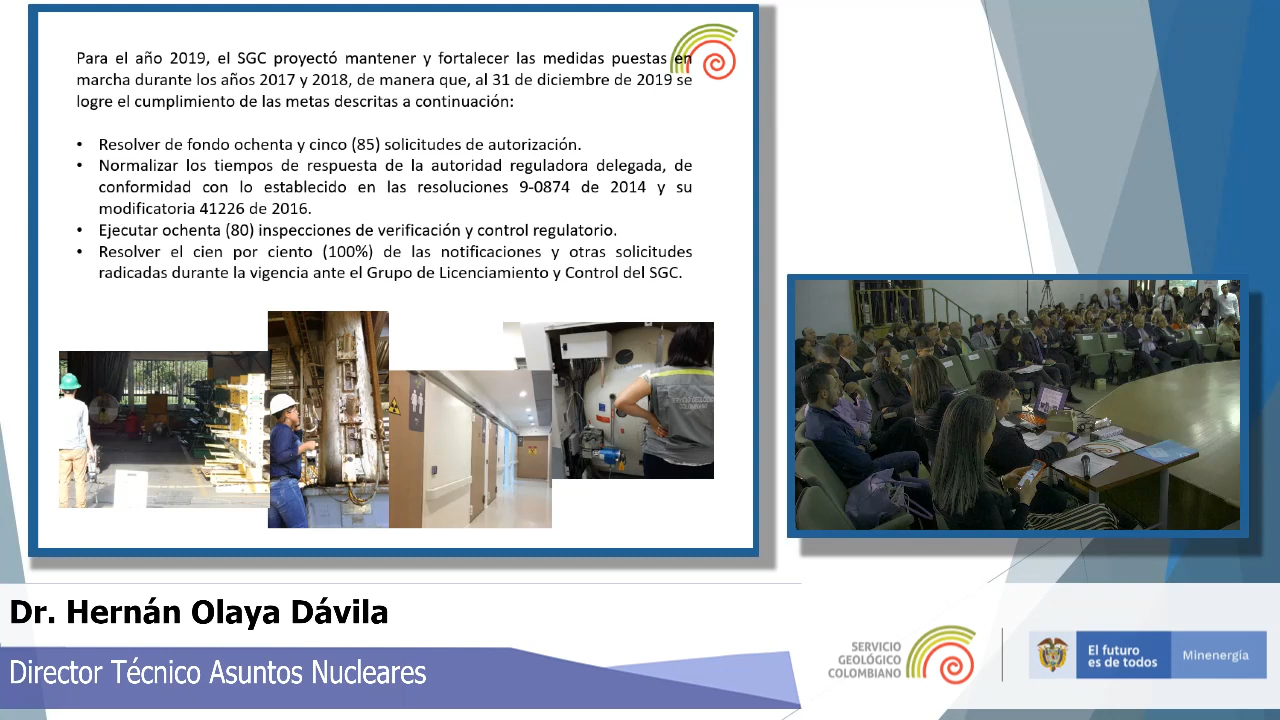 Para el año 2019, el SGC proyectó mantener y fortalecer las medidas puestas en
marcha durante los años 2017 y 2018, de manera que, al 31 de diciembre de 2019 se
logre el cumplimiento de las metas descritas a continuación:
• Resolver de fondo ochenta y cinco (85) solicitudes de autorización.
• Normalizar los tiempos de respuesta de la autoridad reguladora delegada, de
conformidad con lo establecido en las resoluciones 9-0874 de 2014 y su
modificatoria 41226 de 2016.
• Ejecutar ochenta (80) inspecciones de verificación y control regulatorio.
• Resolver el cien por ciento (100%) de las notificaciones y otras solicitudes
radicadas durante la vigencia ante el Grupo de Licenciamiento y Control del SGC.
SERVICIO GEOLÓGICO
COLOMBIANO
Dr. Hernán Olaya Dávila
Director Técnico Asuntos Nucleares
SERVICIO
GEOLÓGICO
COLOMBIANO
El futuro
es de todos
Minenergía